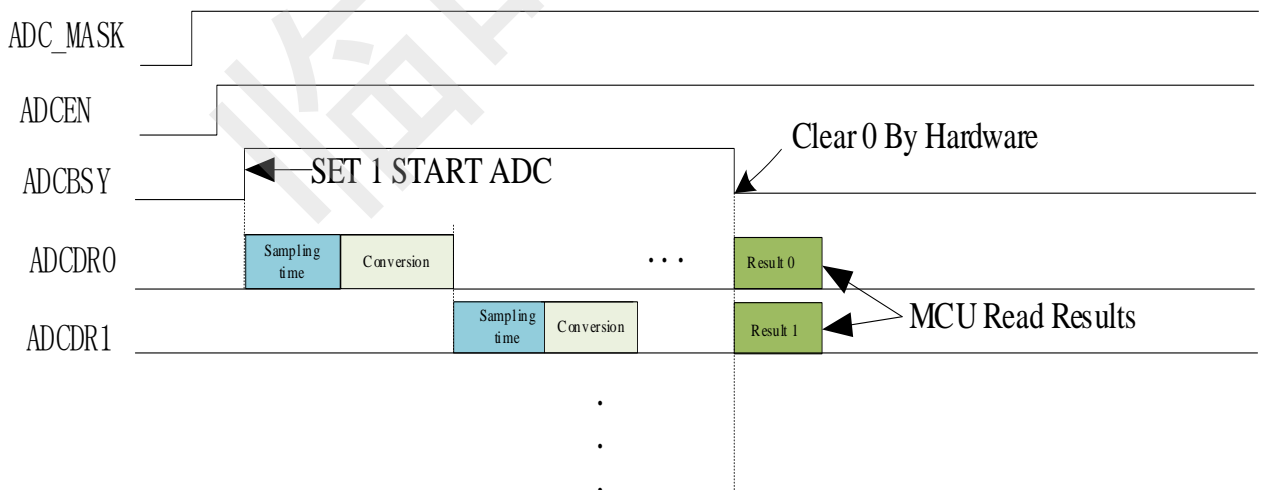 ADC_MASK
ADCEN
Clear 0 By Hardware
SET 1 START ADC
ADCBSY
ADCDR0
Sampling
time
Conversion
...
Result 0
MCU Read Results
ADCDR1
Sampling
time
Conversion
Result 1